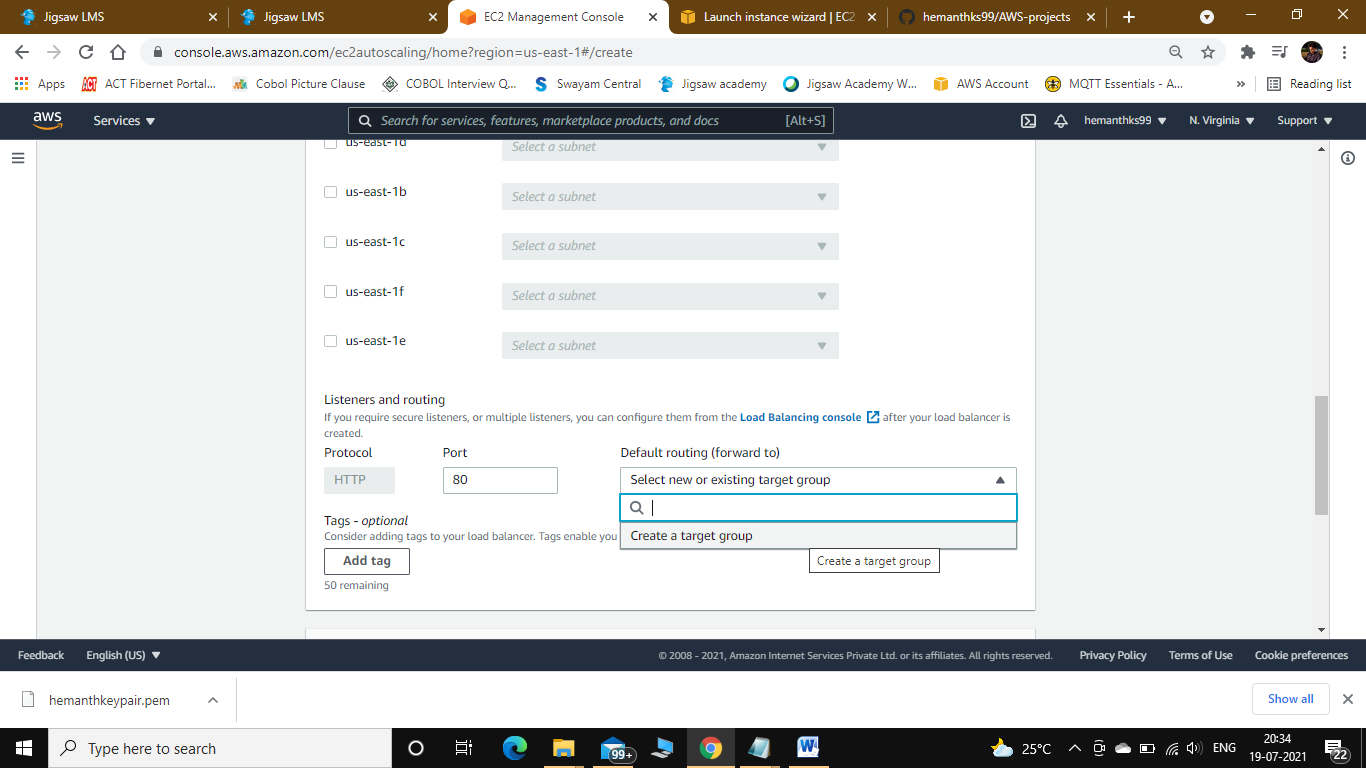 Jigsaw LMS
Jigsaw LMS
EC2 Management Console
Launch instance wizard | EC2
hemanthks99/AWS-projects
console.aws.amazon.com/ec2autoscaling/home?region=us-east-1#/create
Apps
ACT Fibernet Portal...
Cobol Picture Clause
COBOL Interview Q...
Swayam Central
Jigsaw academy
Jigsaw Academy W...
AWS Account
MQTT Essentials - A...
»
Reading list
aws
Services
Search for services, features, marketplace products, and docs
[Alt+S]
hemanthks99
N. Virginia
Support
us-east-1d
Select a subnet
us-east-1b
Select a subnet
us-east-1c
Select a subnet
us-east-1f
Select a subnet
us-east-1e
Select a subnet
Listeners and routing
If you require secure listeners, or multiple listeners, you can configure them from the Load Balancing console after your load balancer is
created.
Protocol
Port
Default routing (forward to)
HTTP
80
Select new or existing target group
Tags - optional
Consider adding tags to your load balancer. Tags enable you
Create a target group
Create a target group
Add tag
50 remaining
Feedback
English (US)
© 2008 - 2021, Amazon Internet Services Private Ltd. or its affiliates. All rights reserved.
Privacy Policy
Terms of Use
Cookie preferences
hemanthkeypair.pem
Show all
Type here to search
99+
25°C
ENG
20:34
19-07-2021
22